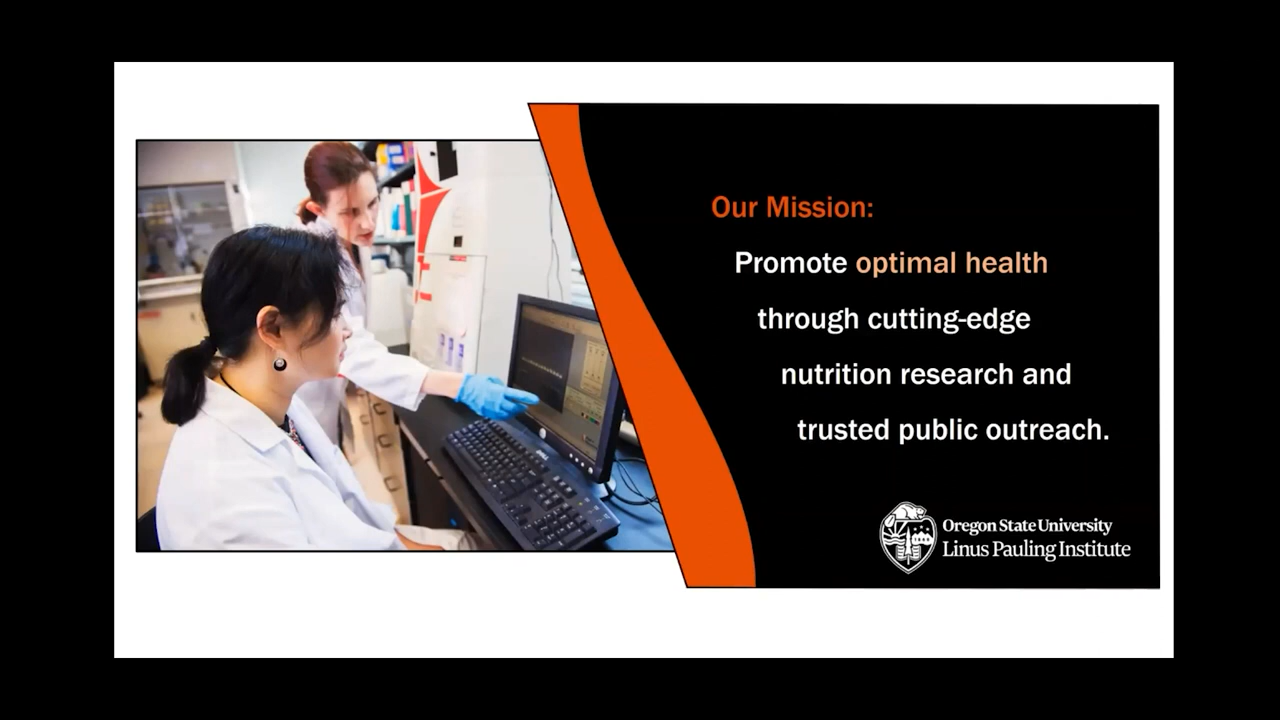 Our Mission:
Promote optimal health
through cutting-edge
nutrition research and
trusted public outreach.
Oregon State University
Linus Pauling Institute
DELL